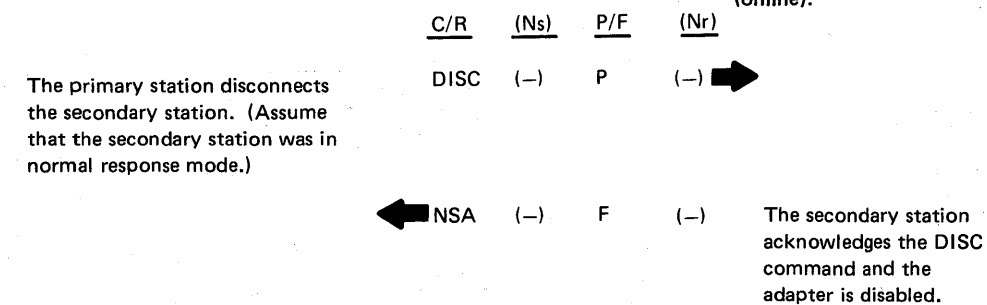 (online).
C/R (Ns) P/F (Nr)
DISC (–) P (–)
The primary station disconnects
the secondary station. (Assume
that the secondary station was in
normal response mode.)
NSA (–) F (–)
The secondary station
acknowledges the DISC
command and the
adapter is disabled.